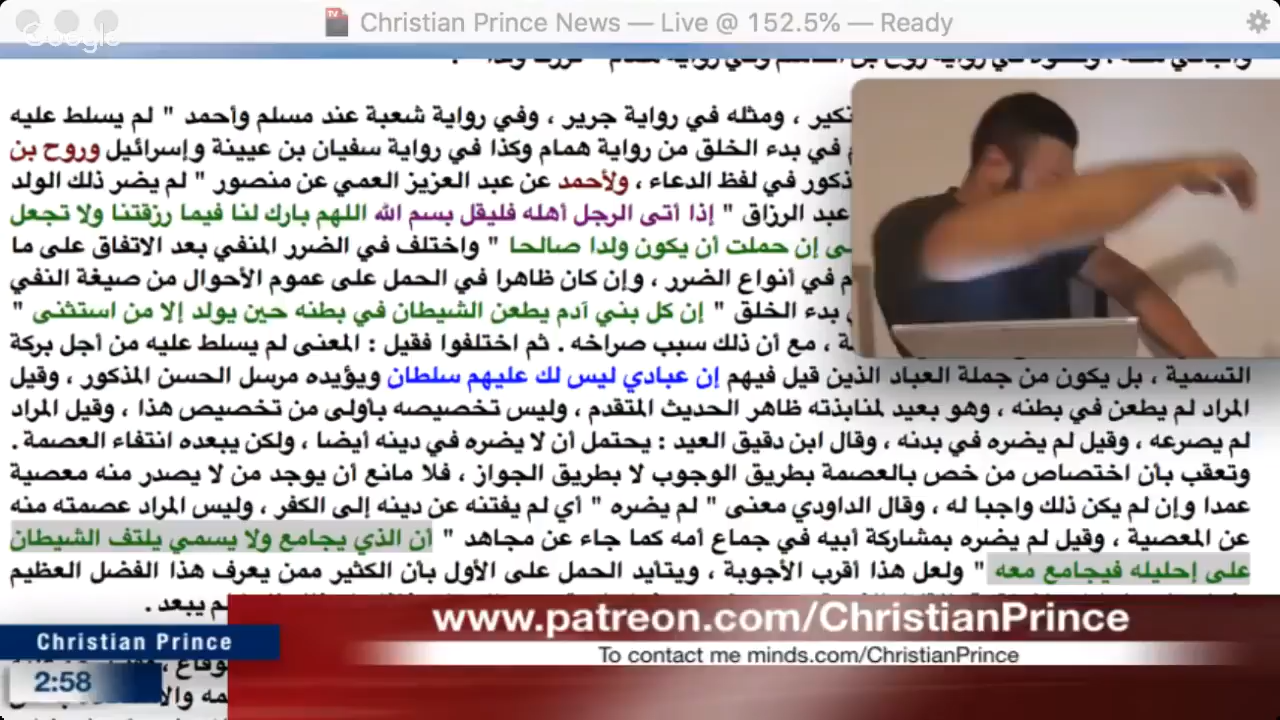 Christian Prince News — Live @ 152.5% — Ready
Google
تكير ، ومثله في رواية جرير ، وفي رواية شعبة عند مسلم وأحمد " لم يسلط عليه
في بدء الخلق من رواية همام وكذا في رواية سفيان بن عيينة وإسرائيل وروح بن
ذكور في لفظ الدعاء ، ولأحمد عن عبد العزيز العمي عن منصور " لم يضر ذلك الولد
عبد الرزاق " إذا أتى الرجل أهله فليقل بسم الله اللهم بارك لنا فيما رزقتنا ولا تجعل
إن حملت أن يكون ولدا صالحا " واختلف في الضرر المنفي بعد الاتفاق على ما
م في أنواع الضرر ، وإن كان ظاهرا في الحمل على عموم الأحوال من صيغة النفي
بدء الخلق " إن كل بني آدم يطعن الشيطان في بطنه حين يولد إلا من استثنى "
، مع أن ذلك سبب صراخه . ثم اختلفوا فقيل : المعنى لم يسلط عليه من أجل بركة
التسمية ، بل يكون من جملة العباد الذين قيل فيهم إن عبادي ليس لك عليهم سلطان ويؤيده مرسل الحسن المذكور ، وقيل
المراد لم يطعن في بطنه ، وهو بعيد لمنابذته ظاهر الحديث المتقدم ، وليس تخصيصه بأولى من تخصيص هذا ، وقيل المراد
لم يصرعه ، وقيل لم يضره في بدنه ، وقال ابن دقيق العيد : يحتمل أن لا يضره في دينه أيضا ، ولكن يبعده انتفاء العصمة .
وتعقب بأن اختصاص من خص بالعصمة بطريق الوجوب لا بطريق الجواز ، فلا مانع أن يوجد من لا يصدر منه معصية
عمدا وإن لم يكن ذلك واجبا له ، وقال الداودي معنى " لم يضره " أي لم يفتنه عن دينه إلى الكفر ، وليس المراد عصمته منه
عن المعصية ، وقيل لم يضره بمشاركة أبيه في جماع أمه كما جاء عن مجاهد " أن الذي يجامع ولا يسمي يلتف الشيطان
على إحليله فيجامع معه " ولعل هذا أقرب الأجوبة ، ويتأيد الحمل على الأول بأن الكثير ممن يعرف هذا الفضل العظيم
م يبعد .
www.patreon.com/ChristianPrince
Christian Prince
To contact me minds.com/ChristianPrince
2:58